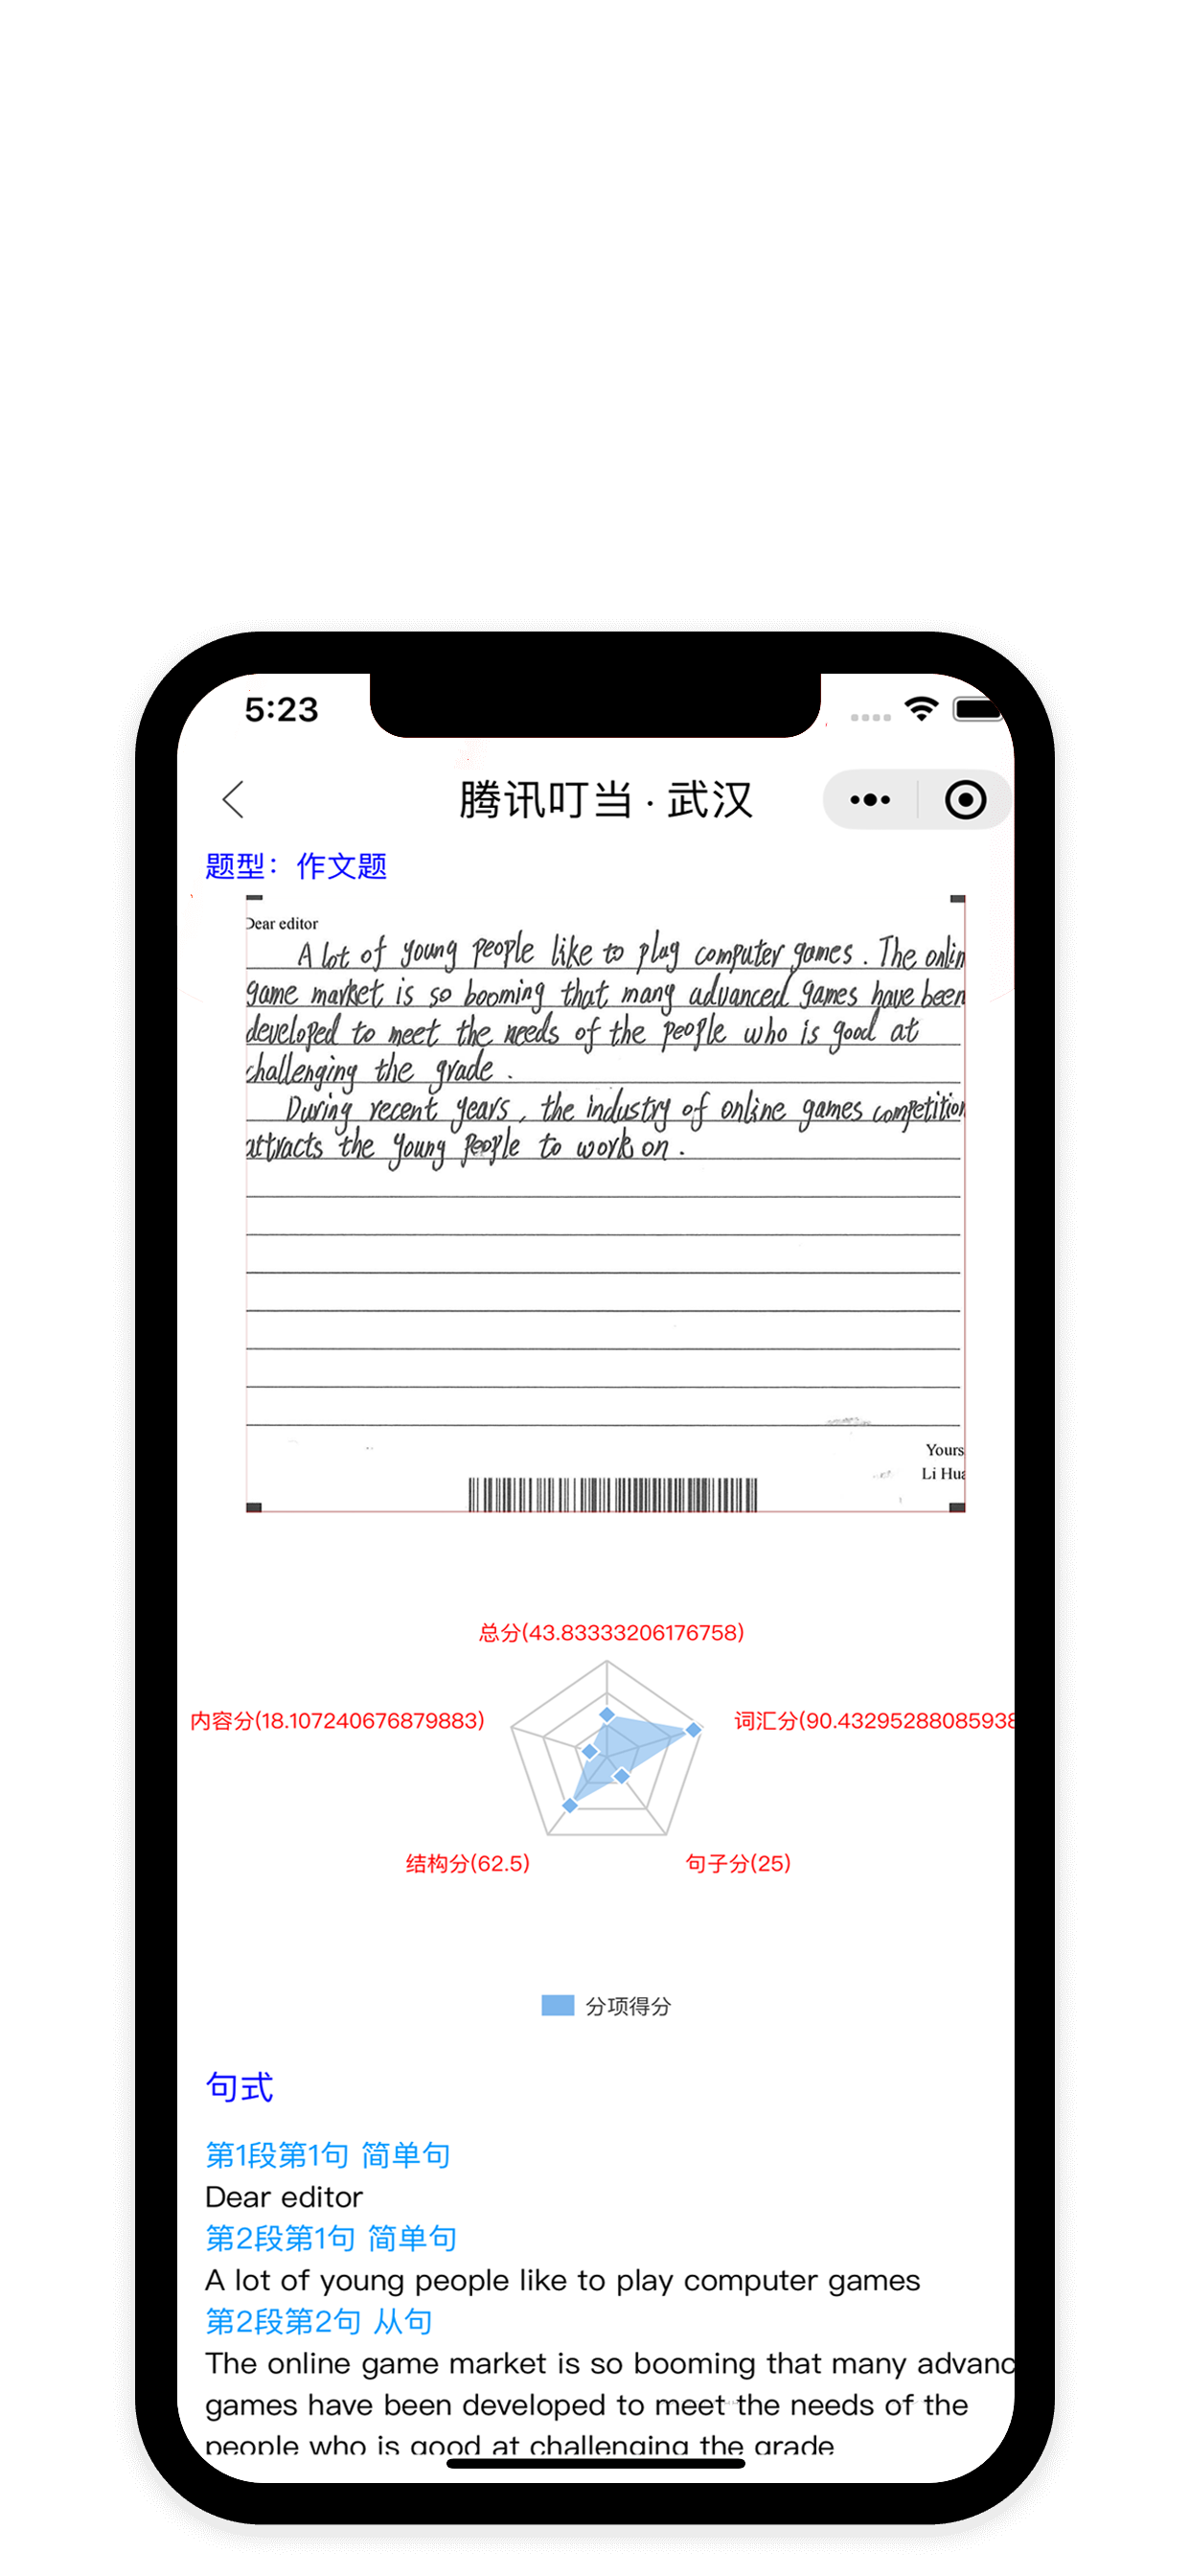 5:23
腾讯叮当·武汉
题型：作文题
Dear editor
A lot of young people like to play computer games. The onlin
game market is so booming that many advanced games have been
developed to meet the needs of the people who is good at
challenging the grade.
During recent years, the industry of online games competition
attracts the young people to work on.
Yours
Li Hua
总分(43.83333206176758)
内容分(18.107240676879883)
词汇分(90.43295288085938
结构分(62.5)
句子分(25)
分项得分
句式
第1段第1句 简单句
Dear editor
第2段第1句 简单句
A lot of young people like to play computer games
第2段第2句 从句
The online game market is so booming that many advanc
games have been developed to meet the needs of the
people who is good at challenging the grade